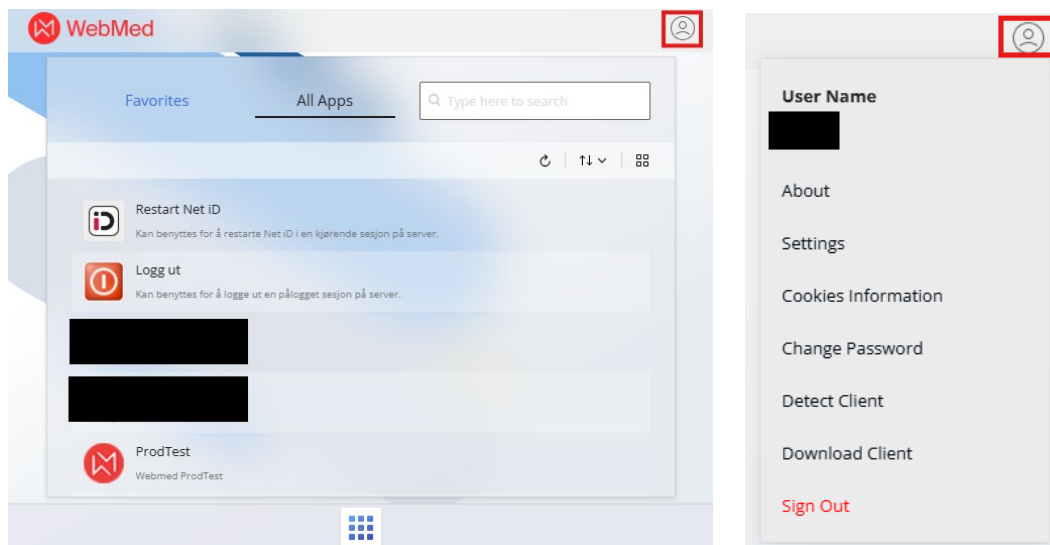 WebMed
Favorites
All Apps
Type here to search
Restart Net iD
Kan benyttes for å restarte Net iD i en kjørende sesjon på server.
Logg ut
Kan benyttes for å logge ut en pålogget sesjon på server.
ProdTest
Webmed ProdTest
User Name
About
Settings
Cookies Information
Change Password
Detect Client
Download Client
Sign Out